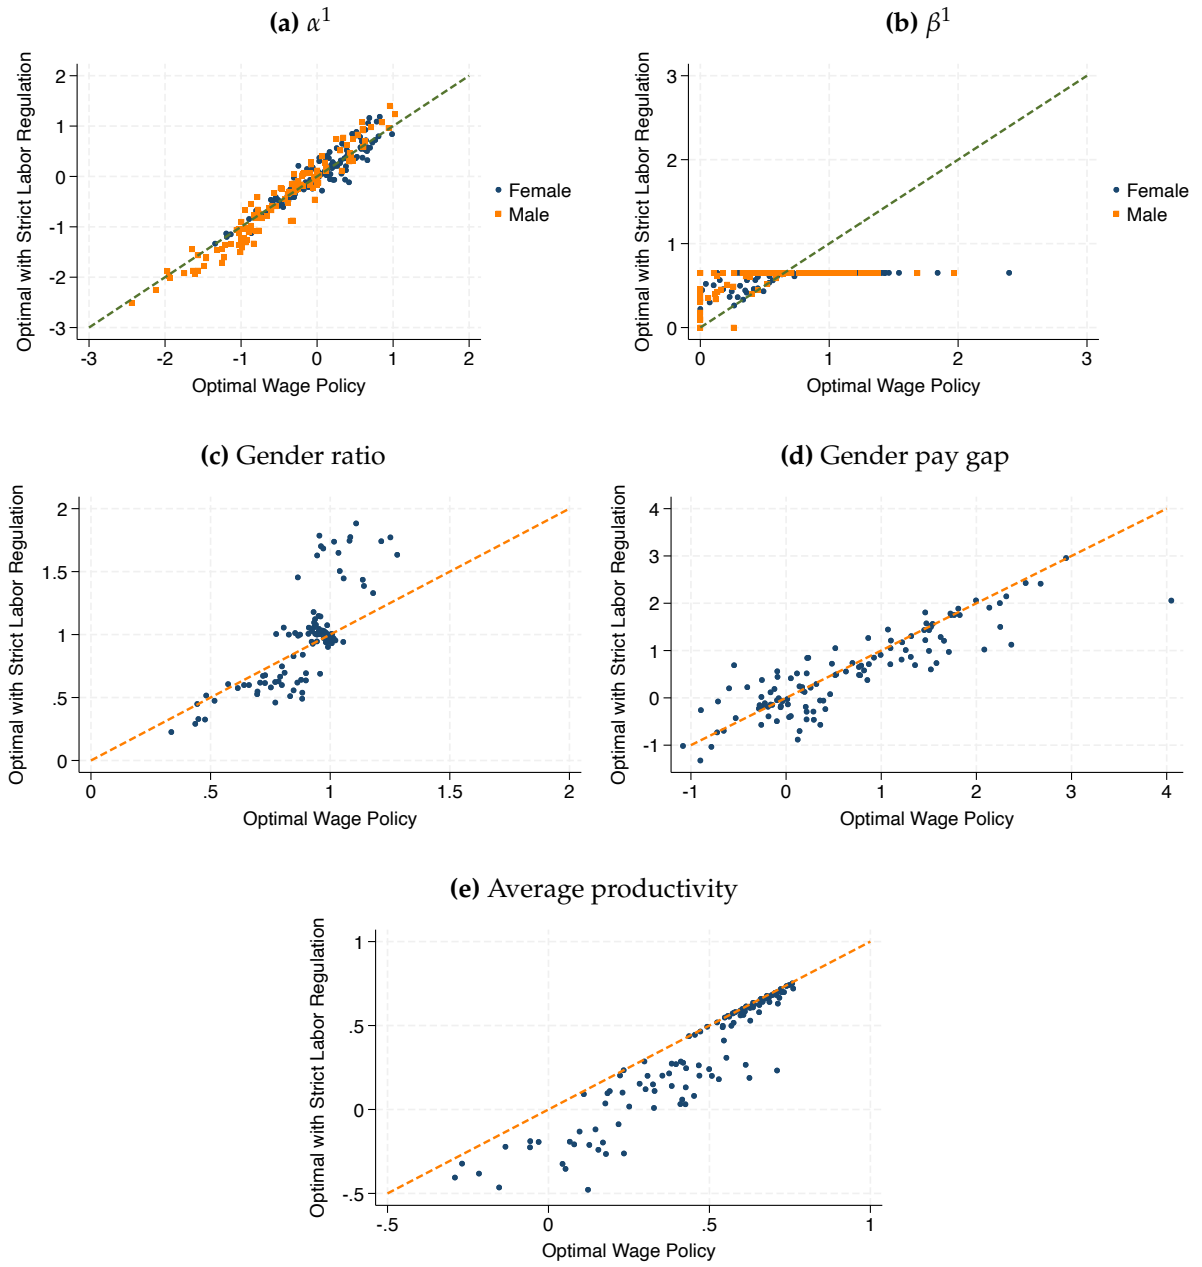 (a) α¹
Optimal with Strict Labor Regulation
2
1
0
-1
-2
-3
-3 -2 -1 0 1 2
Optimal Wage Policy
Female
Male
(b) β¹
Optimal with Strict Labor Regulation
3
2
1
0
0 1 2 3
Optimal Wage Policy
Female
Male
(c) Gender ratio
Optimal with Strict Labor Regulation
2
1.5
1
.5
0
0 .5 1 1.5 2
Optimal Wage Policy
(d) Gender pay gap
Optimal with Strict Labor Regulation
4
3
2
1
0
-1
-1 0 1 2 3 4
Optimal Wage Policy
(e) Average productivity
Optimal with Strict Labor Regulation
1
.5
0
-.5
-.5 0 .5 1
Optimal Wage Policy